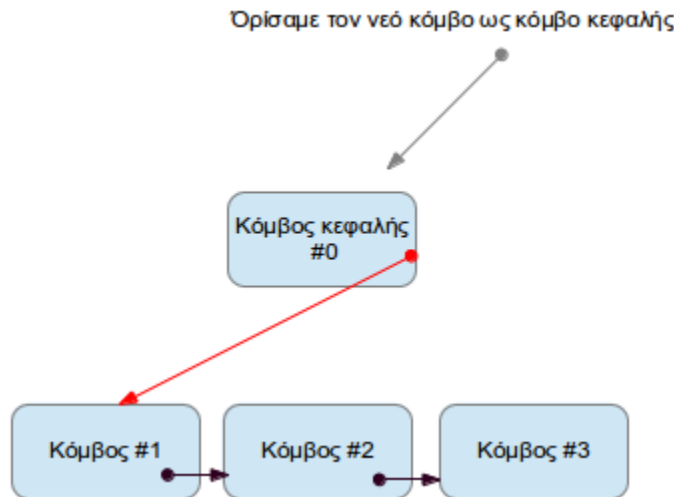 Όρίσαμε τον νεό κόμβο ως κόμβο κεφαλής
Κόμβος κεφαλής
#0
Κόμβος #1
Κόμβος #2
Κόμβος #3